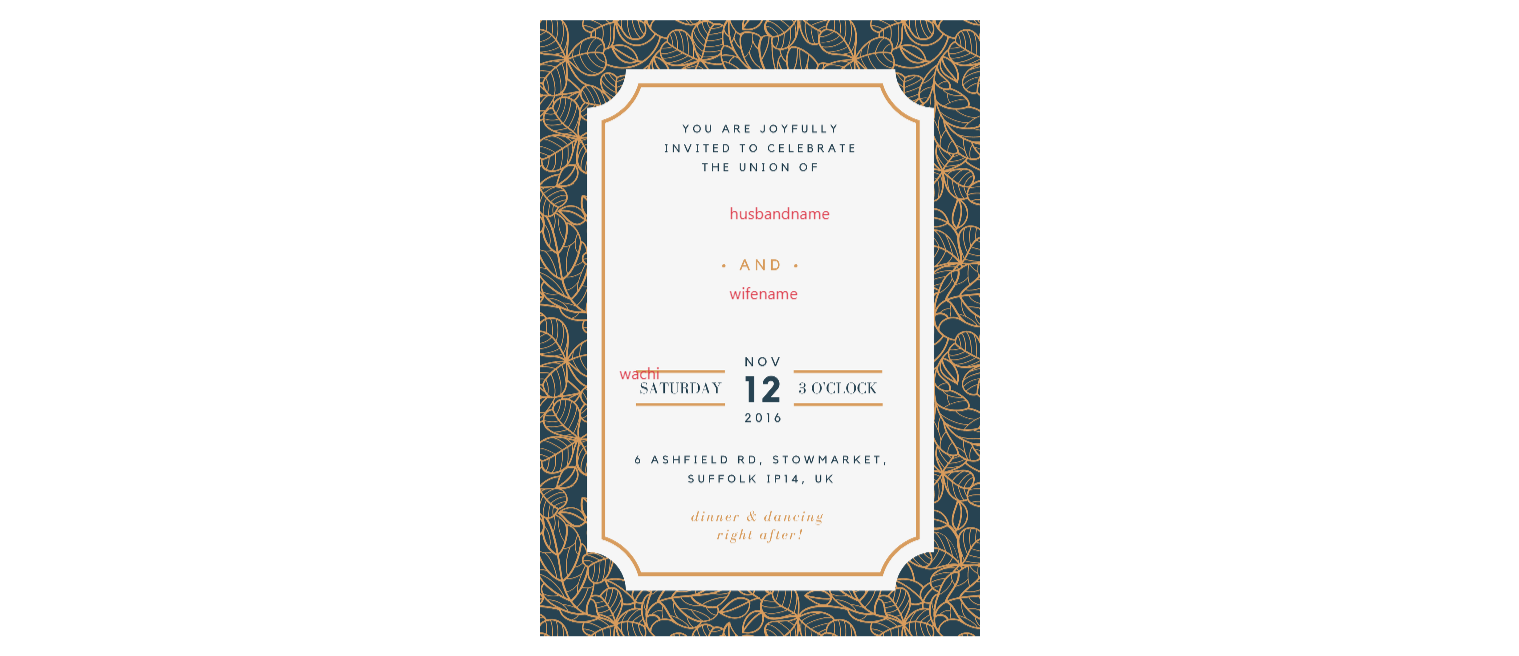 YOU ARE JOYFULLY
INVITED TO CELEBRATE
THE UNION OF
husbandname
• AND •
wifename
NOV
wachi
SATURDAY 12 3 O'CLOCK
2016
6 ASHFIELD RD, STOWMARKET,
SUFFOLK IP14, UK
dinner & dancing
right after!